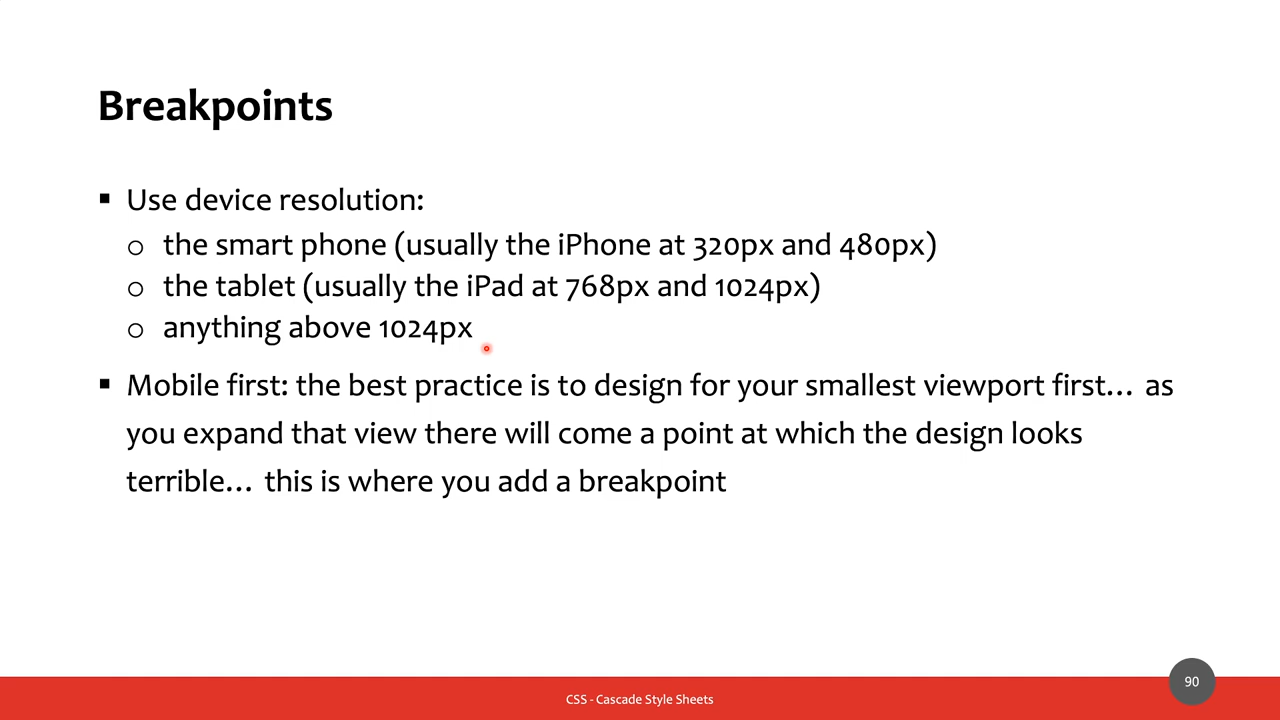 Breakpoints
▪ Use device resolution:
o the smart phone (usually the iPhone at 320px and 480px)
o the tablet (usually the iPad at 768px and 1024px)
o anything above 1024px
▪ Mobile first: the best practice is to design for your smallest viewport first… as
you expand that view there will come a point at which the design looks
terrible… this is where you add a breakpoint
90
CSS - Cascade Style Sheets